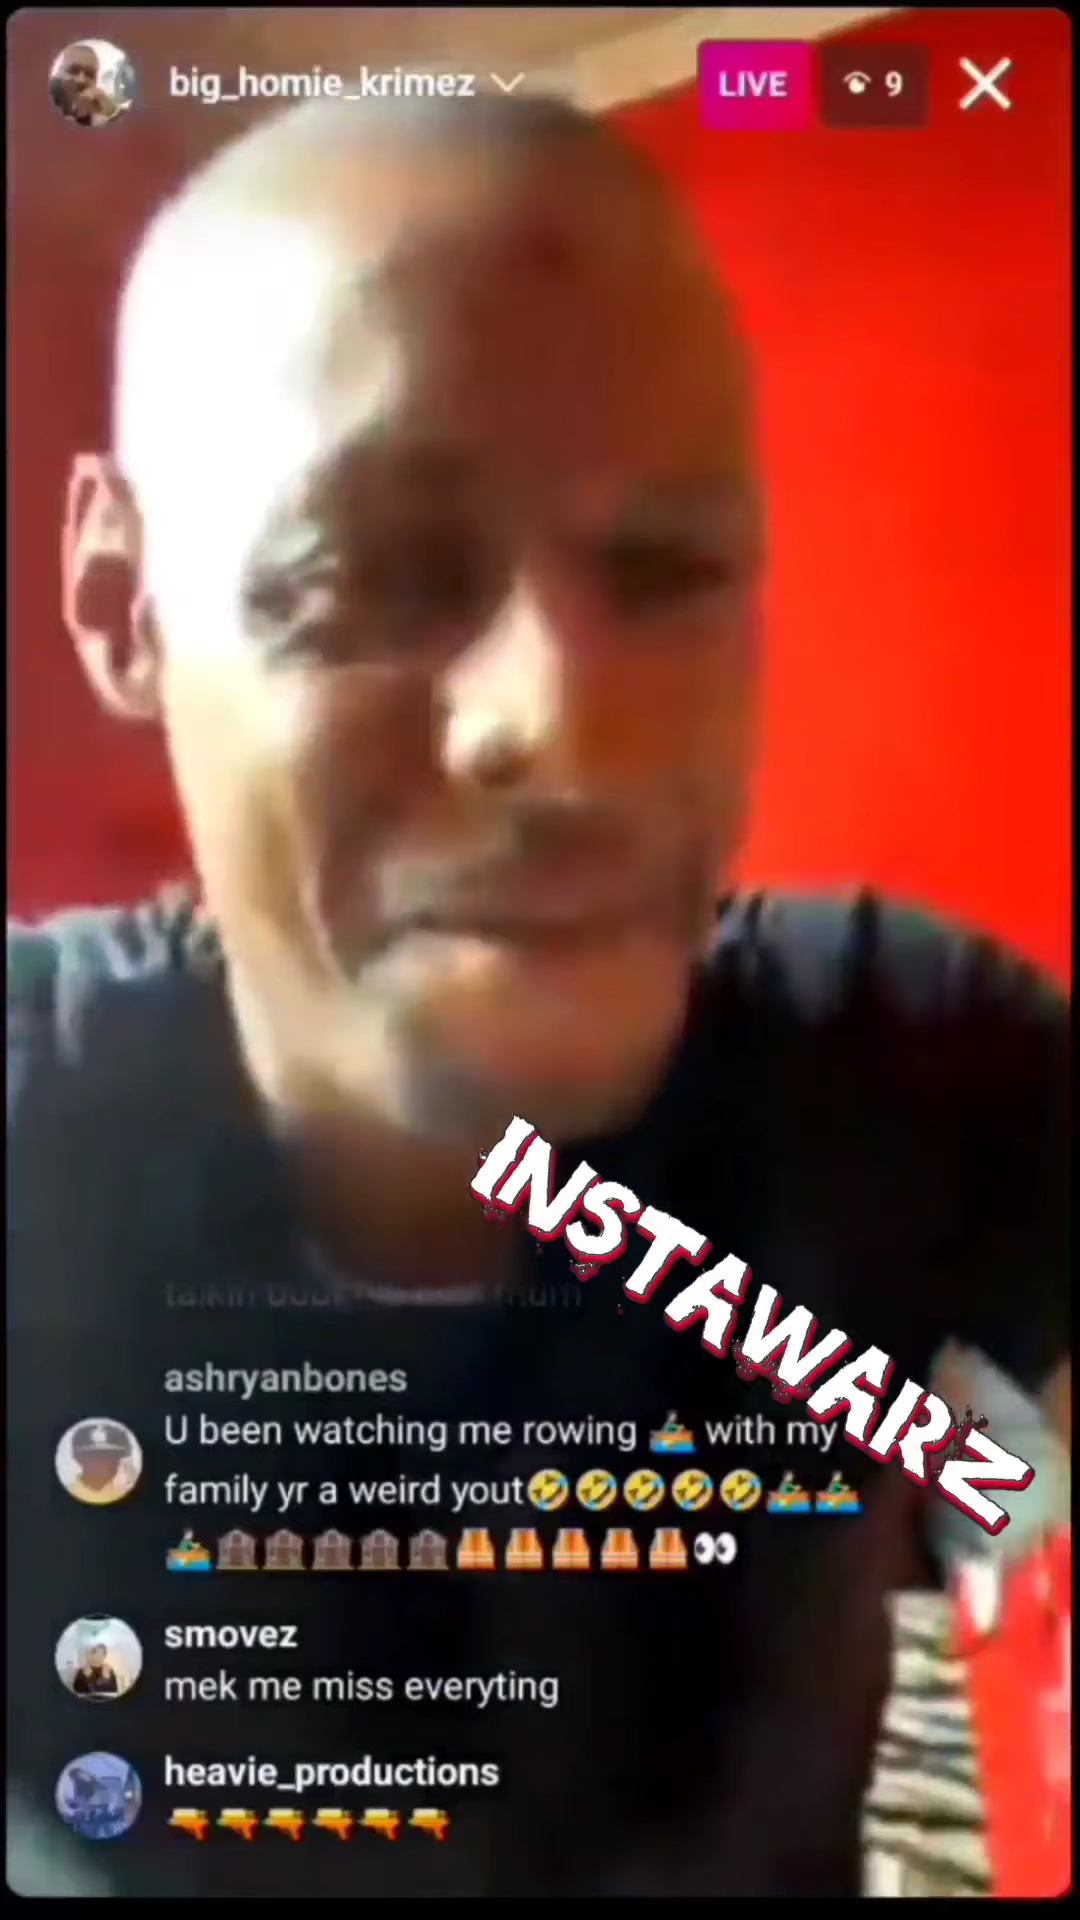 big_homie_krimez
LIVE
9
INSTAWARZ
ashryanbones
U been watching me rowing 🚣 with my
family yr a weird yout🤣🤣🤣🤣🤣🚣🚣
🚣🏚🏚🏚🏚🏚🦺🦺🦺🦺🦺👀
smovez
mek me miss everyting
heavie_productions
🔫🔫🔫🔫🔫🔫